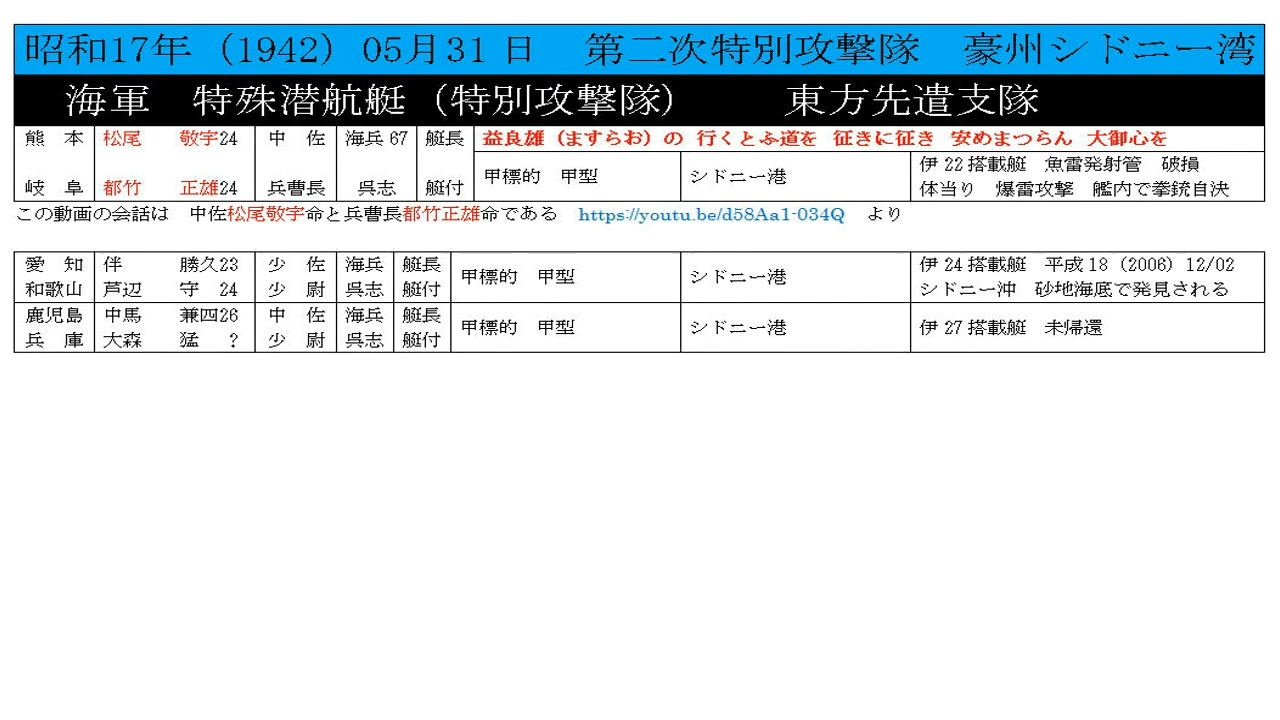 昭和17年（1942）05月31日　第二次特別攻撃隊　豪州シドニー湾
海軍　特殊潜航艇（特別攻撃隊）　東方先遣支隊
熊　本　松尾　敬宇24　中　佐　海兵67　艇長　益良雄（ますらお）の　行くとふ道を　征きに征き　安めまつらん　大御心を
岐　阜　都竹　正雄24　兵曹長　呉志　艇付　甲標的　甲型　シドニー港　伊22搭載艇　魚雷発射管　破損
体当り　爆雷攻撃　艦内で拳銃自決
この動画の会話は　中佐松尾敬宇命と兵曹長都竹正雄命である　https://youtu.be/d58Aa1-034Q　より
愛　知　伴　勝久23　少　佐　海兵　艇長　甲標的　甲型　シドニー港　伊24搭載艇　平成18（2006）12/02
和歌山　芦辺　守　24　少　尉　呉志　艇付　シドニー沖　砂地海底で発見される
鹿児島　中馬　兼四26　中　佐　海兵　艇長　甲標的　甲型　シドニー港　伊27搭載艇　未帰還
兵　庫　大森　猛　?　少　尉　呉志　艇付